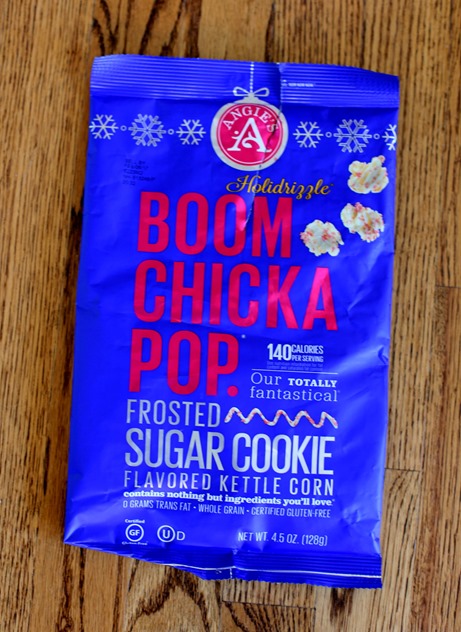 ANGIE'S
A
Holidrizzle
BOOM
CHICKA
POP.
140 CALORIES
PER SERVING
Our TOTALLY
fantastical
FROSTED
SUGAR COOKIE
FLAVORED KETTLE CORN
contains nothing but ingredients you'll love
0 GRAMS TRANS FAT • WHOLE GRAIN • CERTIFIED GLUTEN-FREE
Certified
GF
U D
NET WT. 4.5 OZ. (128g)